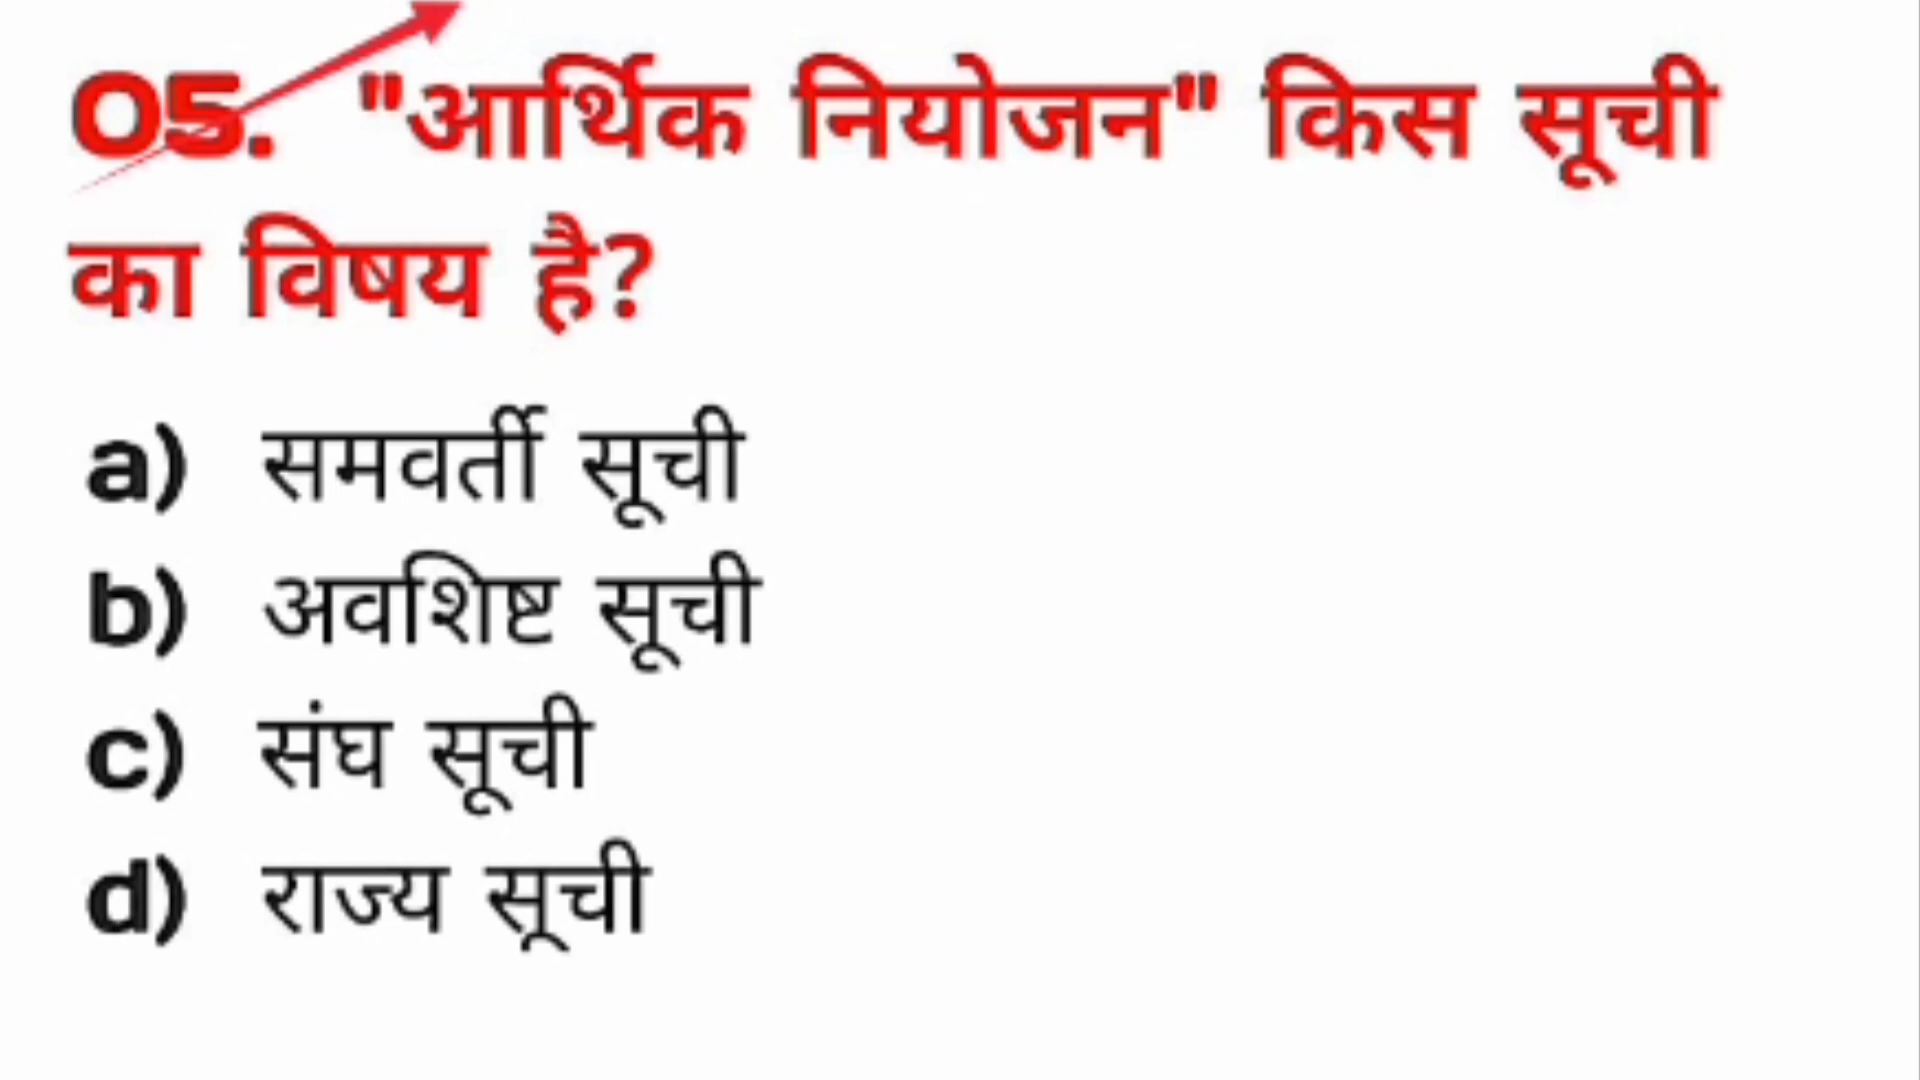 05. "आर्थिक नियोजन" किस सूची
का विषय है?
a) समवर्ती सूची
b) अवशिष्ट सूची
c) संघ सूची
d) राज्य सूची